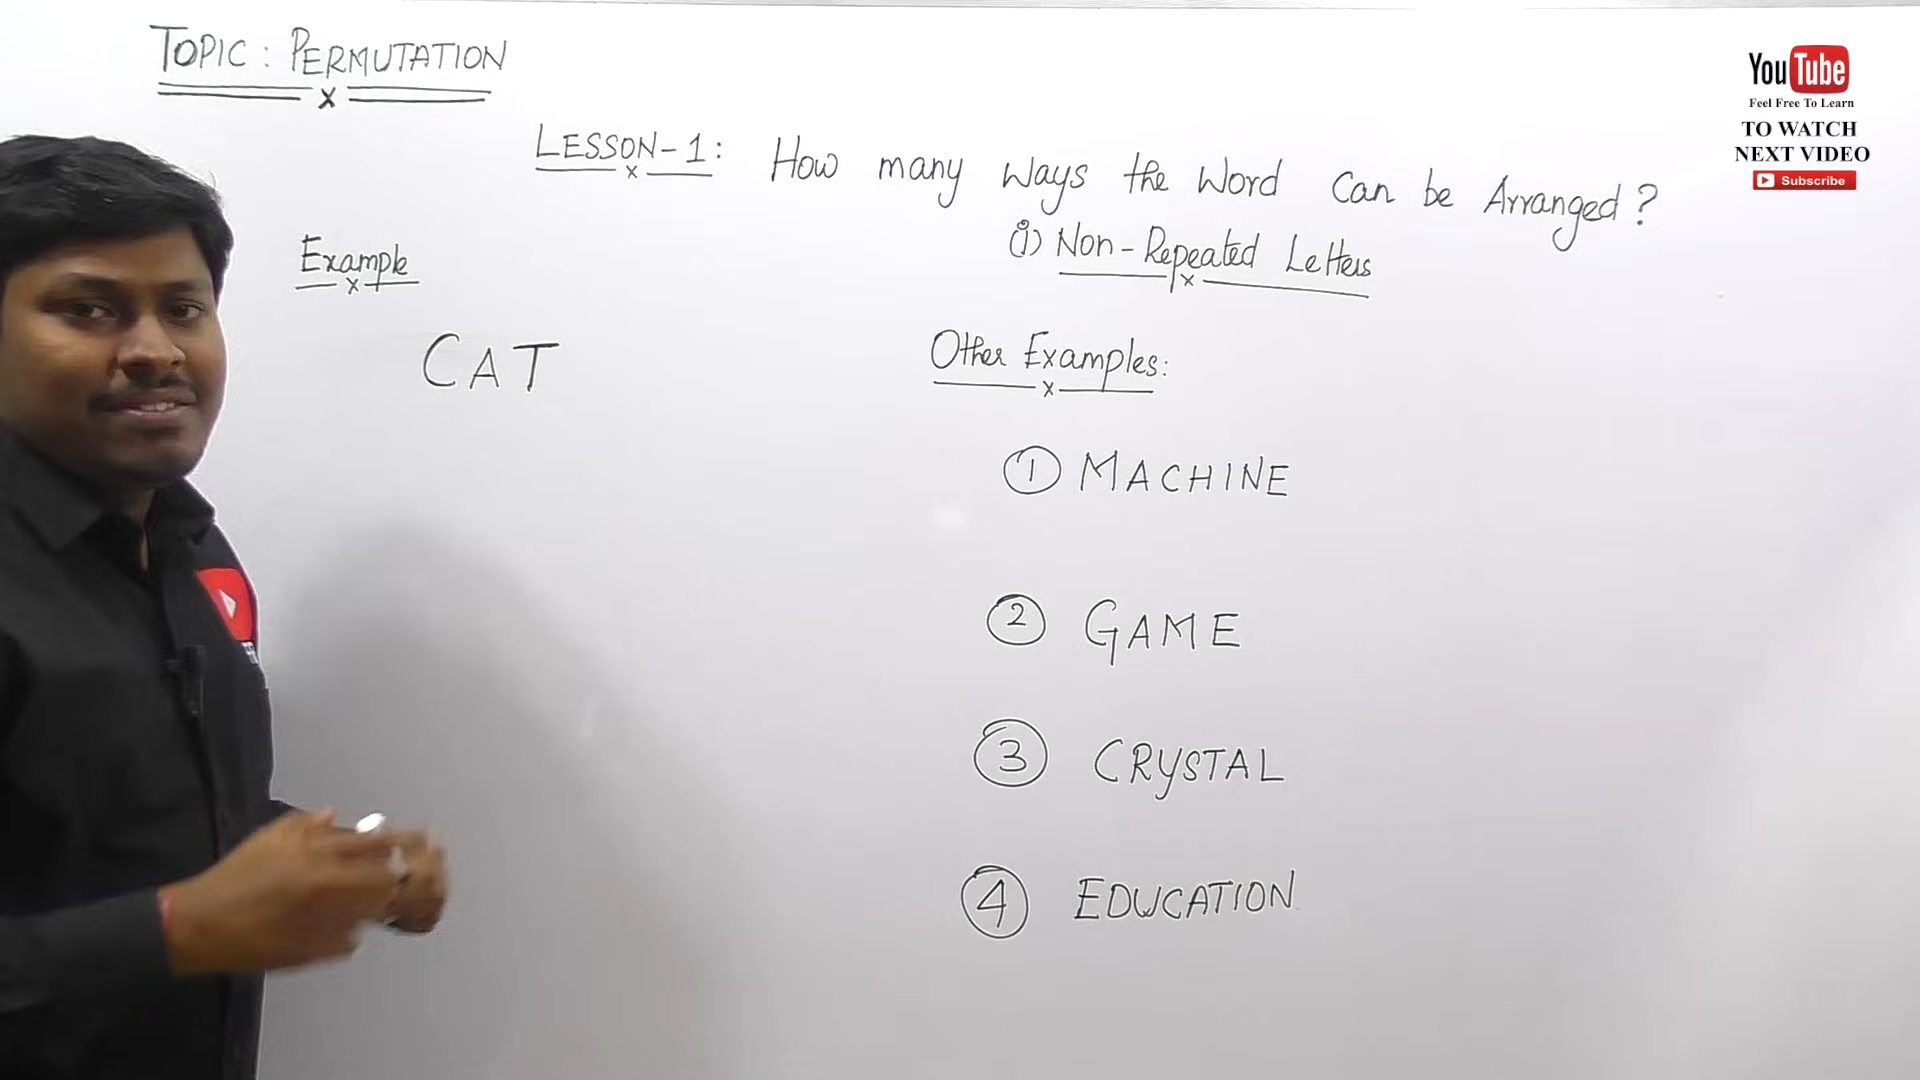 TOPIC: PERMUTATION
LESSON-1: How many ways the Word Can be Arranged?
(i) Non-Repeated Letters
Example
CAT
Other Examples:
① MACHINE
② GAME
③ CRYSTAL
④ EDUCATION
YouTube
Feel Free To Learn
TO WATCH
NEXT VIDEO
Subscribe